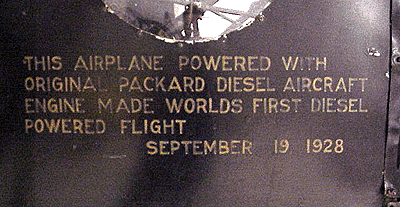 THIS AIRPLANE POWERED WITH
ORIGINAL PACKARD DIESEL AIRCRAFT
ENGINE MADE WORLDS FIRST DIESEL
POWERED FLIGHT
SEPTEMBER 19 1928